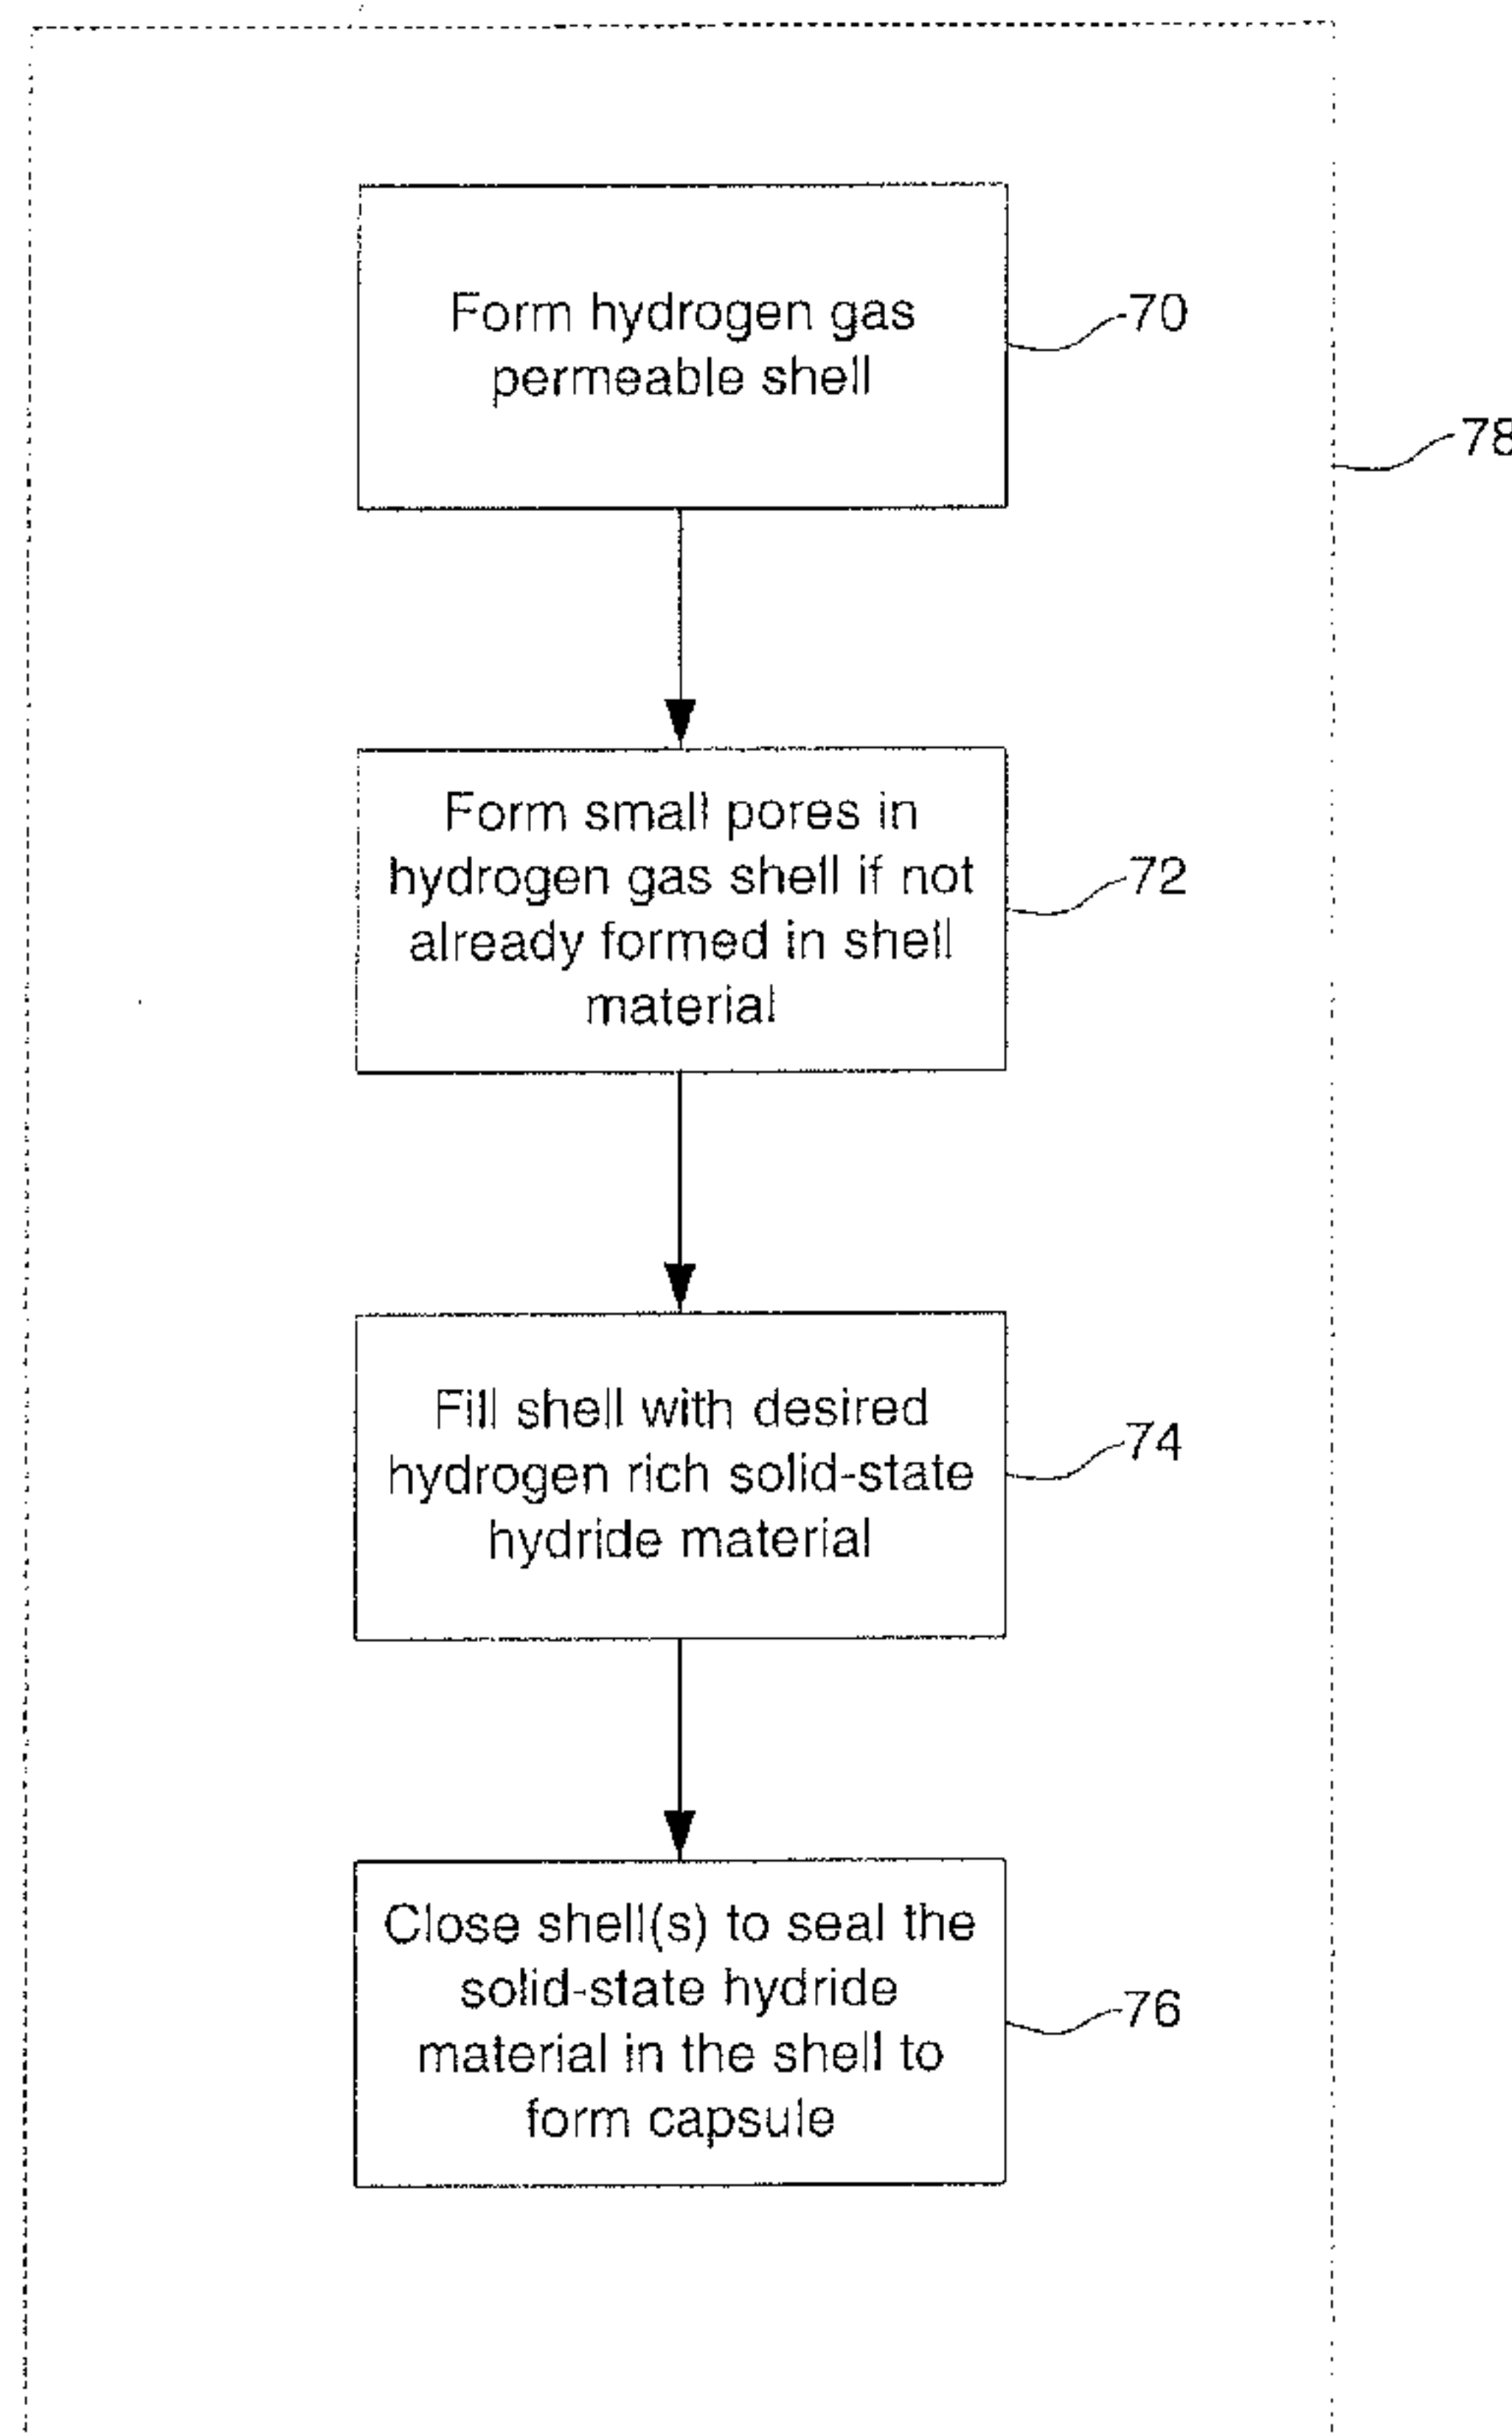 Form hydrogen gas
permeable shell
70
78
Form small pores in
hydrogen gas shell if not
already formed in shell
material
72
Fill shell with desired
hydrogen rich solid-state
hydride material
74
Close shell(s) to seal the
solid-state hydride
material in the shell to
form capsule
76